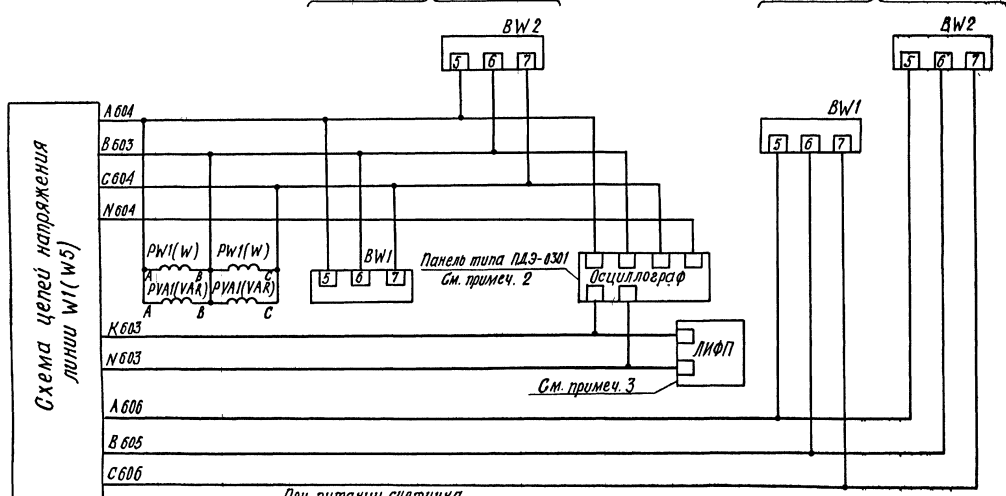 BW2
5 6 7
BW2
5 6 7
BW1
5 6 7
Схема цепей напряжения
линии W1(W5)
A604
B603
C604
N604
PW1(W) PW1(W)
A B C
PVA1(VAR) PVA1(VAR)
A B C
BW1
5 6 7
Панель типа ПДЭ-0301
См. примеч. 2
Осциллограф
K603
N603
ЛИФП
См. примеч. 3
A606
B605
C606
При питании счетчика